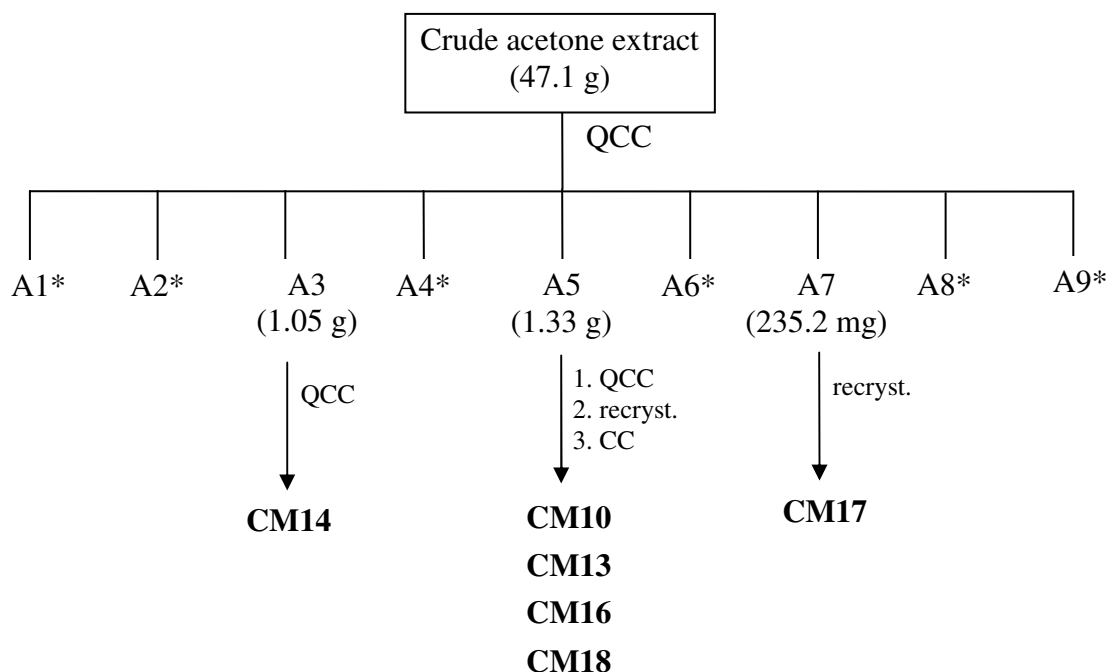 Crude acetone extract
(47.1 g)
QCC
A1* A2* A3 A4* A5 A6* A7 A8* A9*
(1.05 g) (1.33 g) (235.2 mg)
QCC
1. QCC
2. recryst.
3. CC
recryst.
CM14
CM10
CM13
CM16
CM18
CM17